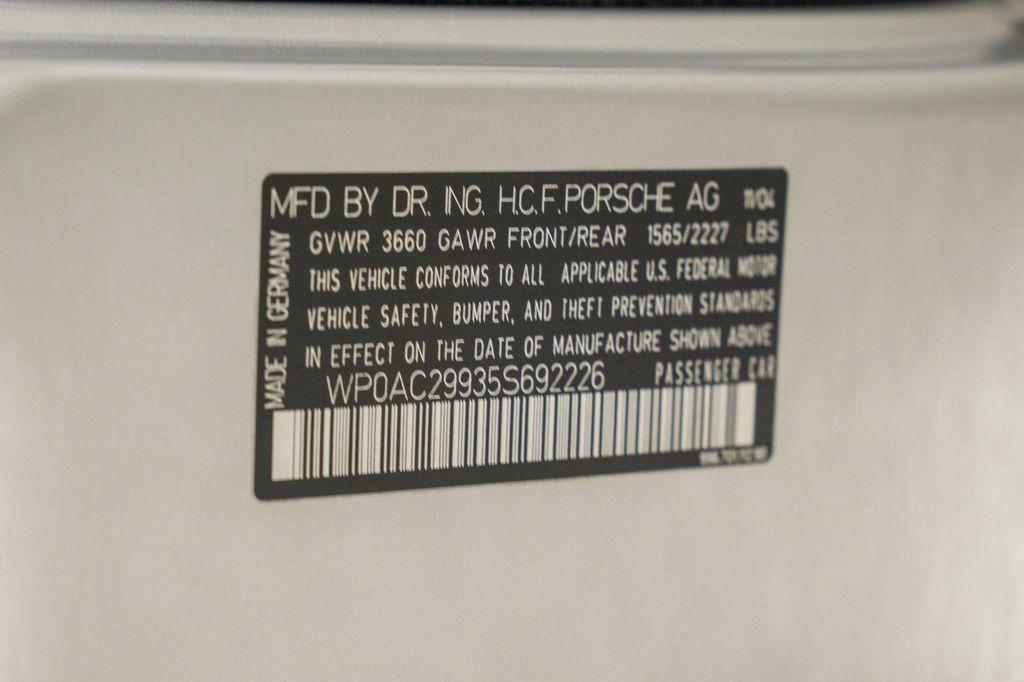 MFD BY DR. ING. H.C.F. PORSCHE AG 11/04
GVWR 3660 GAWR FRONT/REAR 1565/2227 LBS
THIS VEHICLE CONFORMS TO ALL APPLICABLE U.S. FEDERAL MOTOR
VEHICLE SAFETY, BUMPER, AND THEFT PREVENTION STANDARDS
IN EFFECT ON THE DATE OF MANUFACTURE SHOWN ABOVE
WP0AC29935S692226 PASSENGER CAR
MADE IN GERMANY